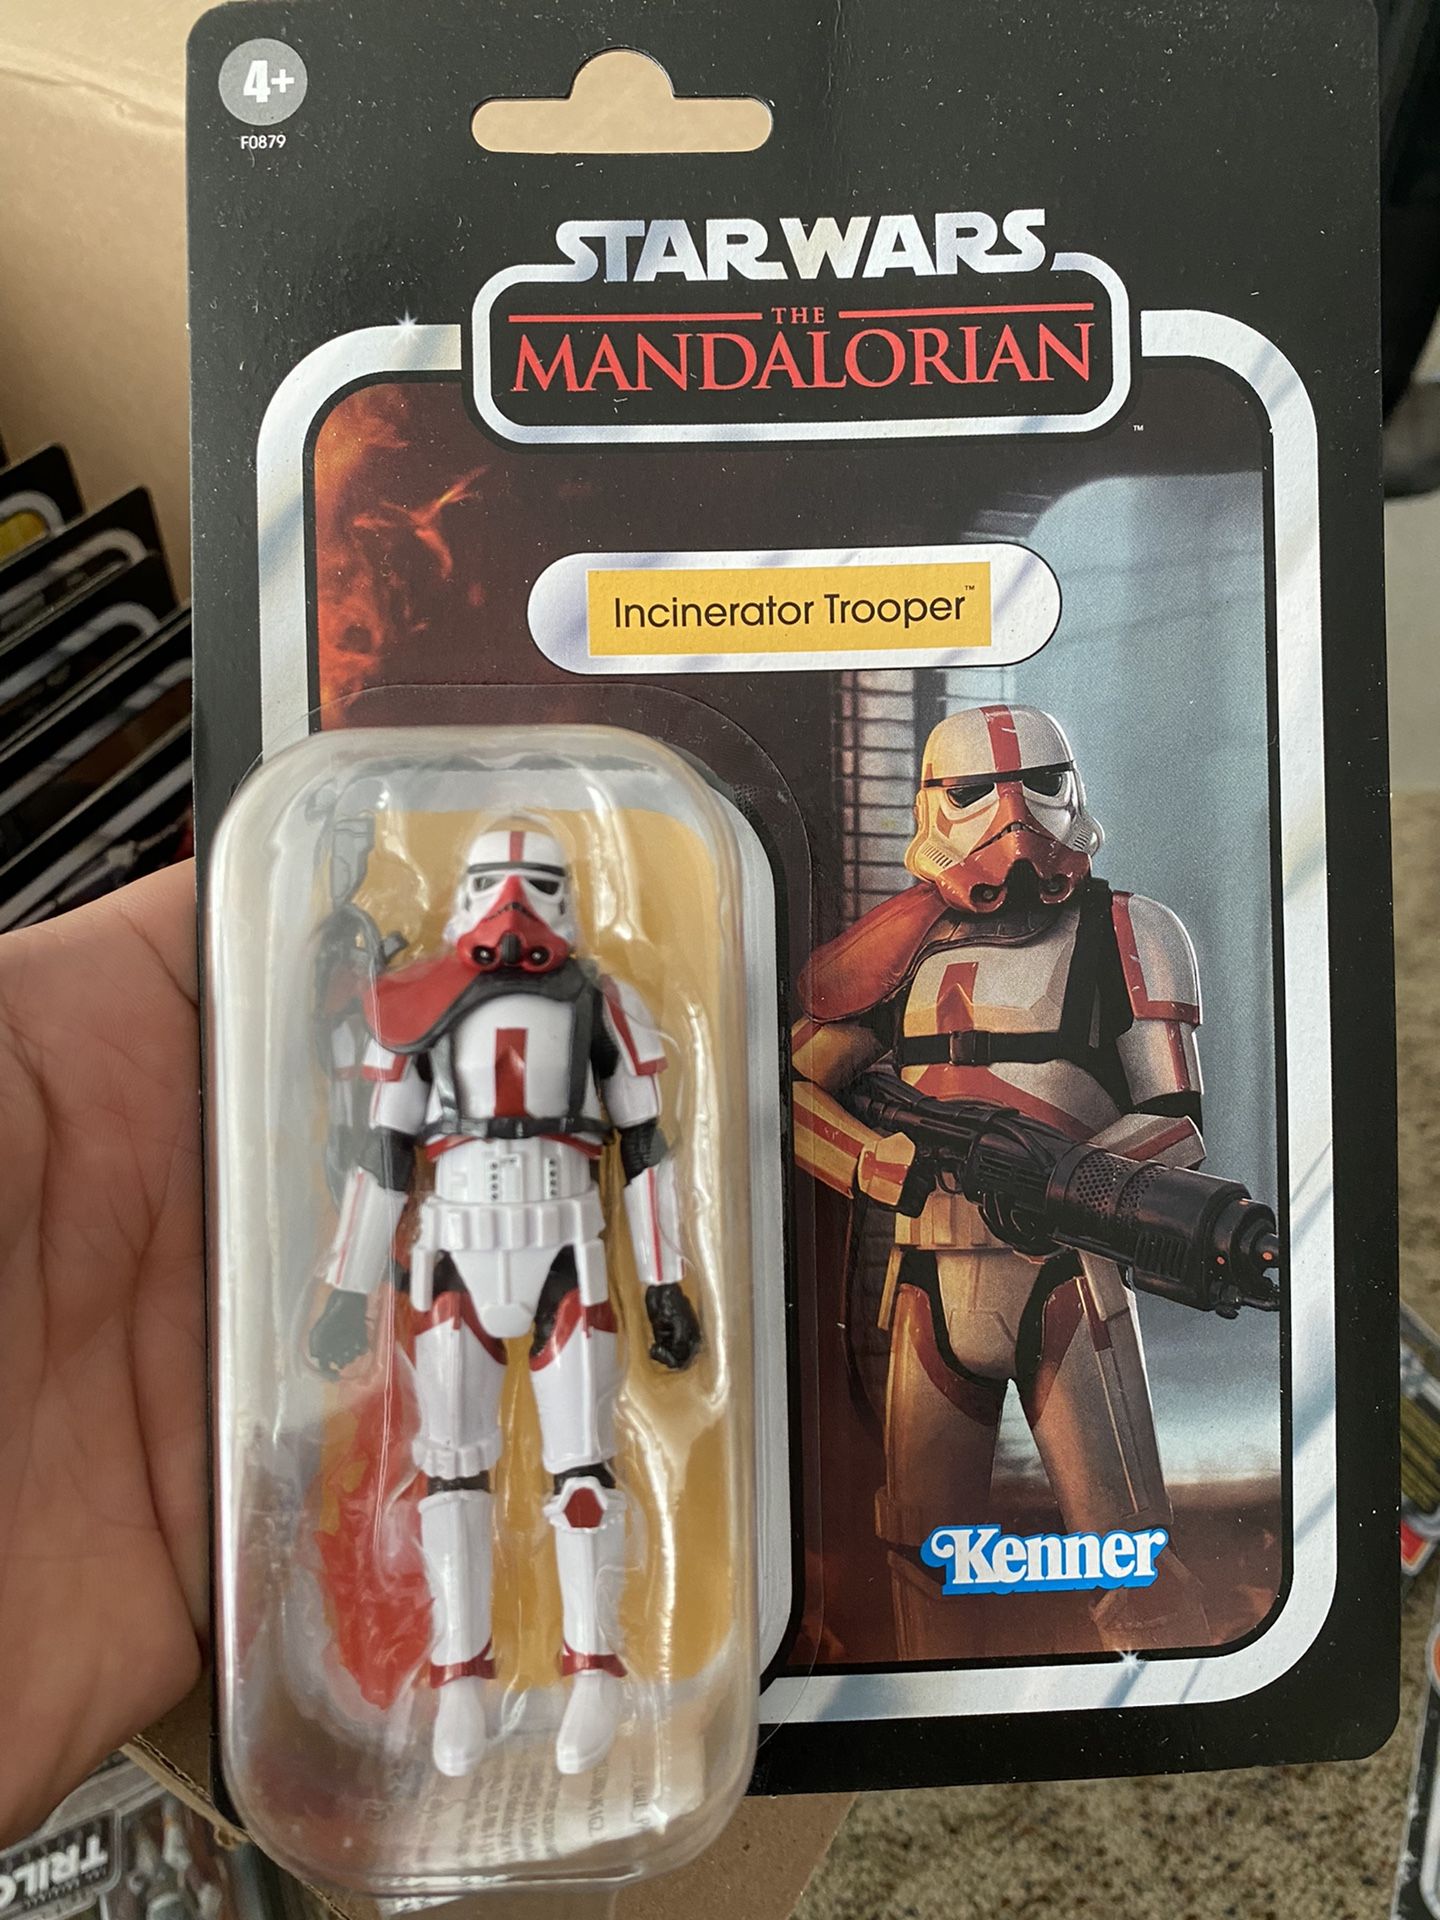 4+
F0879
STAR WARS
THE
MANDALORIAN
™
Incinerator Trooper™
Kenner